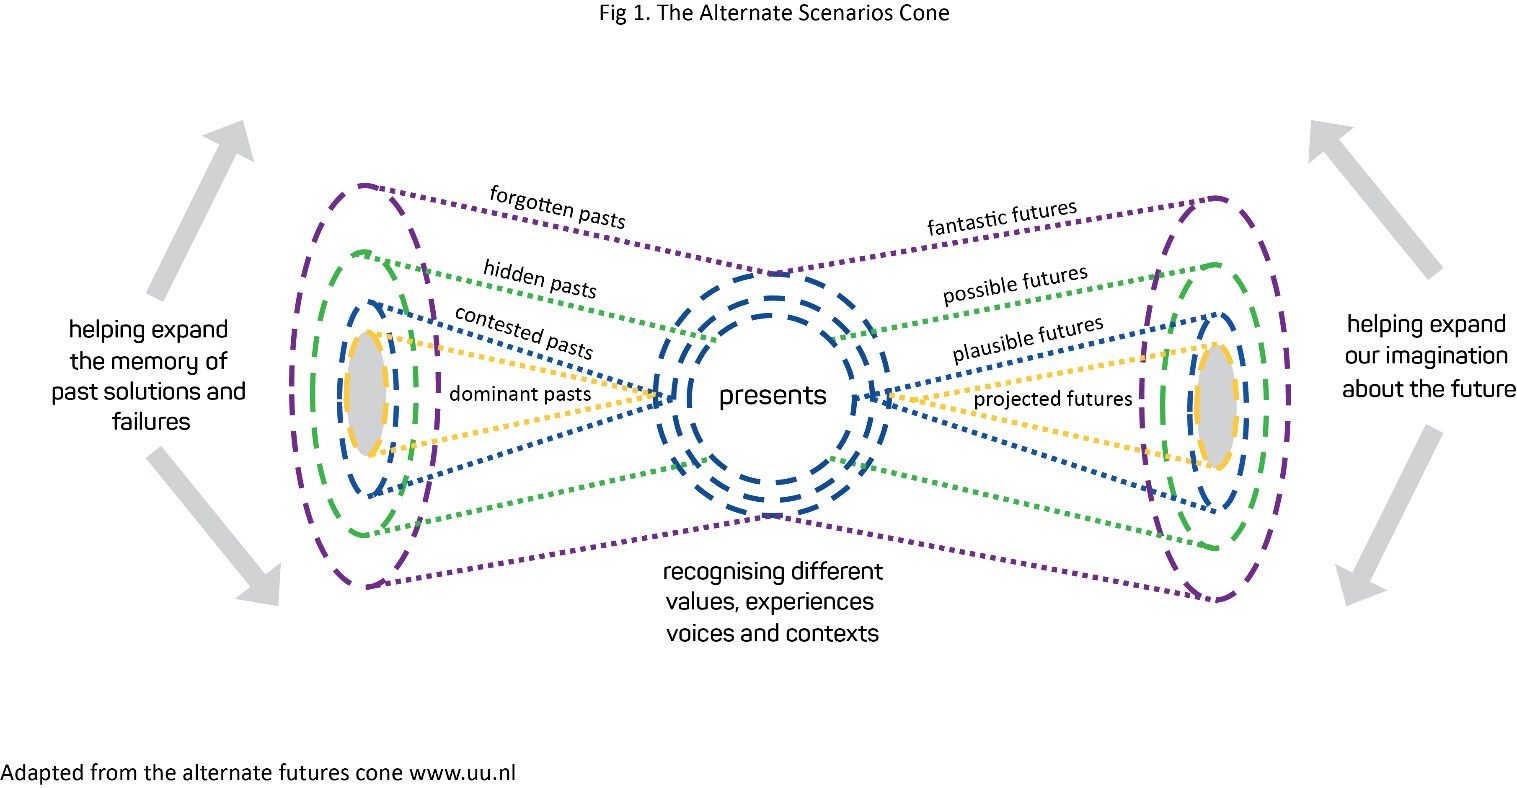 Fig 1. The Alternate Scenarios Cone
forgotten pasts
fantastic futures
hidden pasts
possible futures
contested pasts
plausible futures
dominant pasts
presents
projected futures
helping expand
the memory of
past solutions and
failures
helping expand
our imagination
about the future
recognising different
values, experiences
voices and contexts
Adapted from the alternate futures cone www.uu.nl